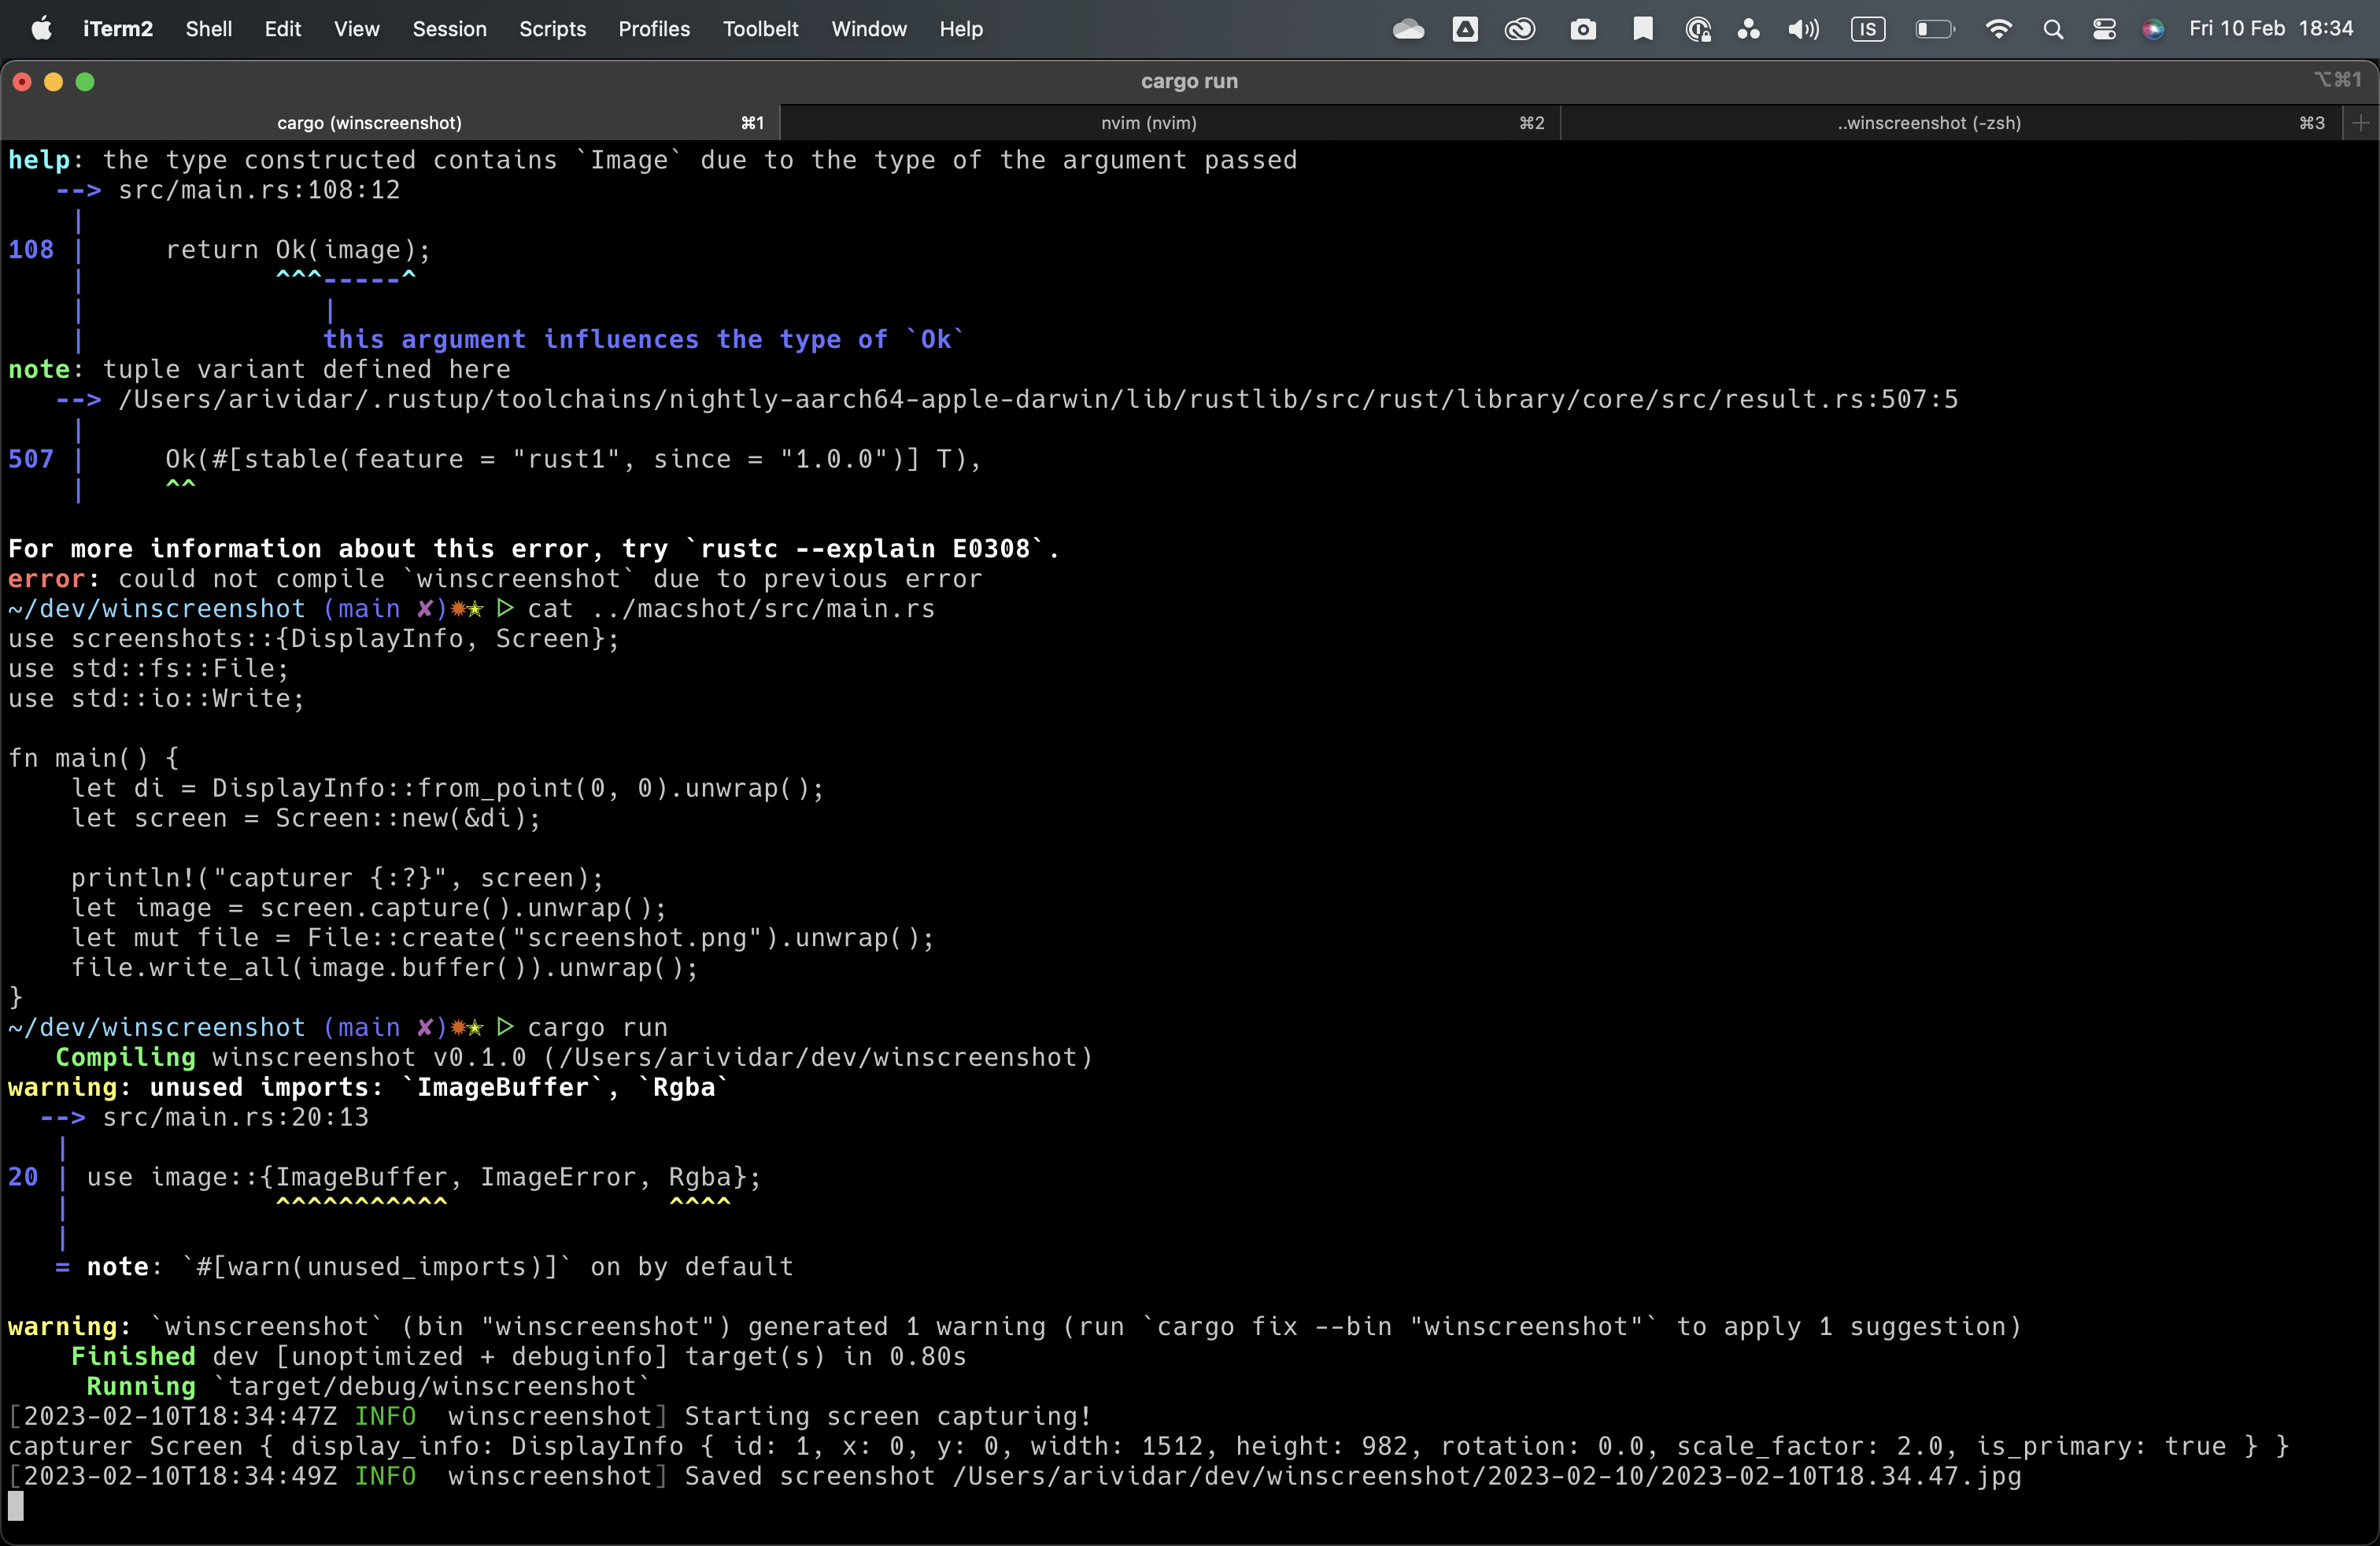 iTerm2 Shell Edit View Session Scripts Profiles Toolbelt Window Help IS Fri 10 Feb 18:34
cargo run ⌥⌘1
cargo (winscreenshot) ⌘1 nvim (nvim) ⌘2 ..winscreenshot (-zsh) ⌘3 +
help: the type constructed contains `Image` due to the type of the argument passed
   --> src/main.rs:108:12
    |
108 |     return Ok(image);
    |            ^^^-----^
    |               |
    |               this argument influences the type of `Ok`
note: tuple variant defined here
   --> /Users/arividar/.rustup/toolchains/nightly-aarch64-apple-darwin/lib/rustlib/src/rust/library/core/src/result.rs:507:5
    |
507 |     Ok(#[stable(feature = "rust1", since = "1.0.0")] T),
    |     ^^

For more information about this error, try `rustc --explain E0308`.
error: could not compile `winscreenshot` due to previous error
~/dev/winscreenshot (main ✘)✹✭ ▷ cat ../macshot/src/main.rs
use screenshots::{DisplayInfo, Screen};
use std::fs::File;
use std::io::Write;

fn main() {
    let di = DisplayInfo::from_point(0, 0).unwrap();
    let screen = Screen::new(&di);

    println!("capturer {:?}", screen);
    let image = screen.capture().unwrap();
    let mut file = File::create("screenshot.png").unwrap();
    file.write_all(image.buffer()).unwrap();
}
~/dev/winscreenshot (main ✘)✹✭ ▷ cargo run
   Compiling winscreenshot v0.1.0 (/Users/arividar/dev/winscreenshot)
warning: unused imports: `ImageBuffer`, `Rgba`
  --> src/main.rs:20:13
   |
20 | use image::{ImageBuffer, ImageError, Rgba};
   |             ^^^^^^^^^^^              ^^^^
   |
   = note: `#[warn(unused_imports)]` on by default

warning: `winscreenshot` (bin "winscreenshot") generated 1 warning (run `cargo fix --bin "winscreenshot"` to apply 1 suggestion)
    Finished dev [unoptimized + debuginfo] target(s) in 0.80s
     Running `target/debug/winscreenshot`
[2023-02-10T18:34:47Z INFO  winscreenshot] Starting screen capturing!
capturer Screen { display_info: DisplayInfo { id: 1, x: 0, y: 0, width: 1512, height: 982, rotation: 0.0, scale_factor: 2.0, is_primary: true } }
[2023-02-10T18:34:49Z INFO  winscreenshot] Saved screenshot /Users/arividar/dev/winscreenshot/2023-02-10/2023-02-10T18.34.47.jpg